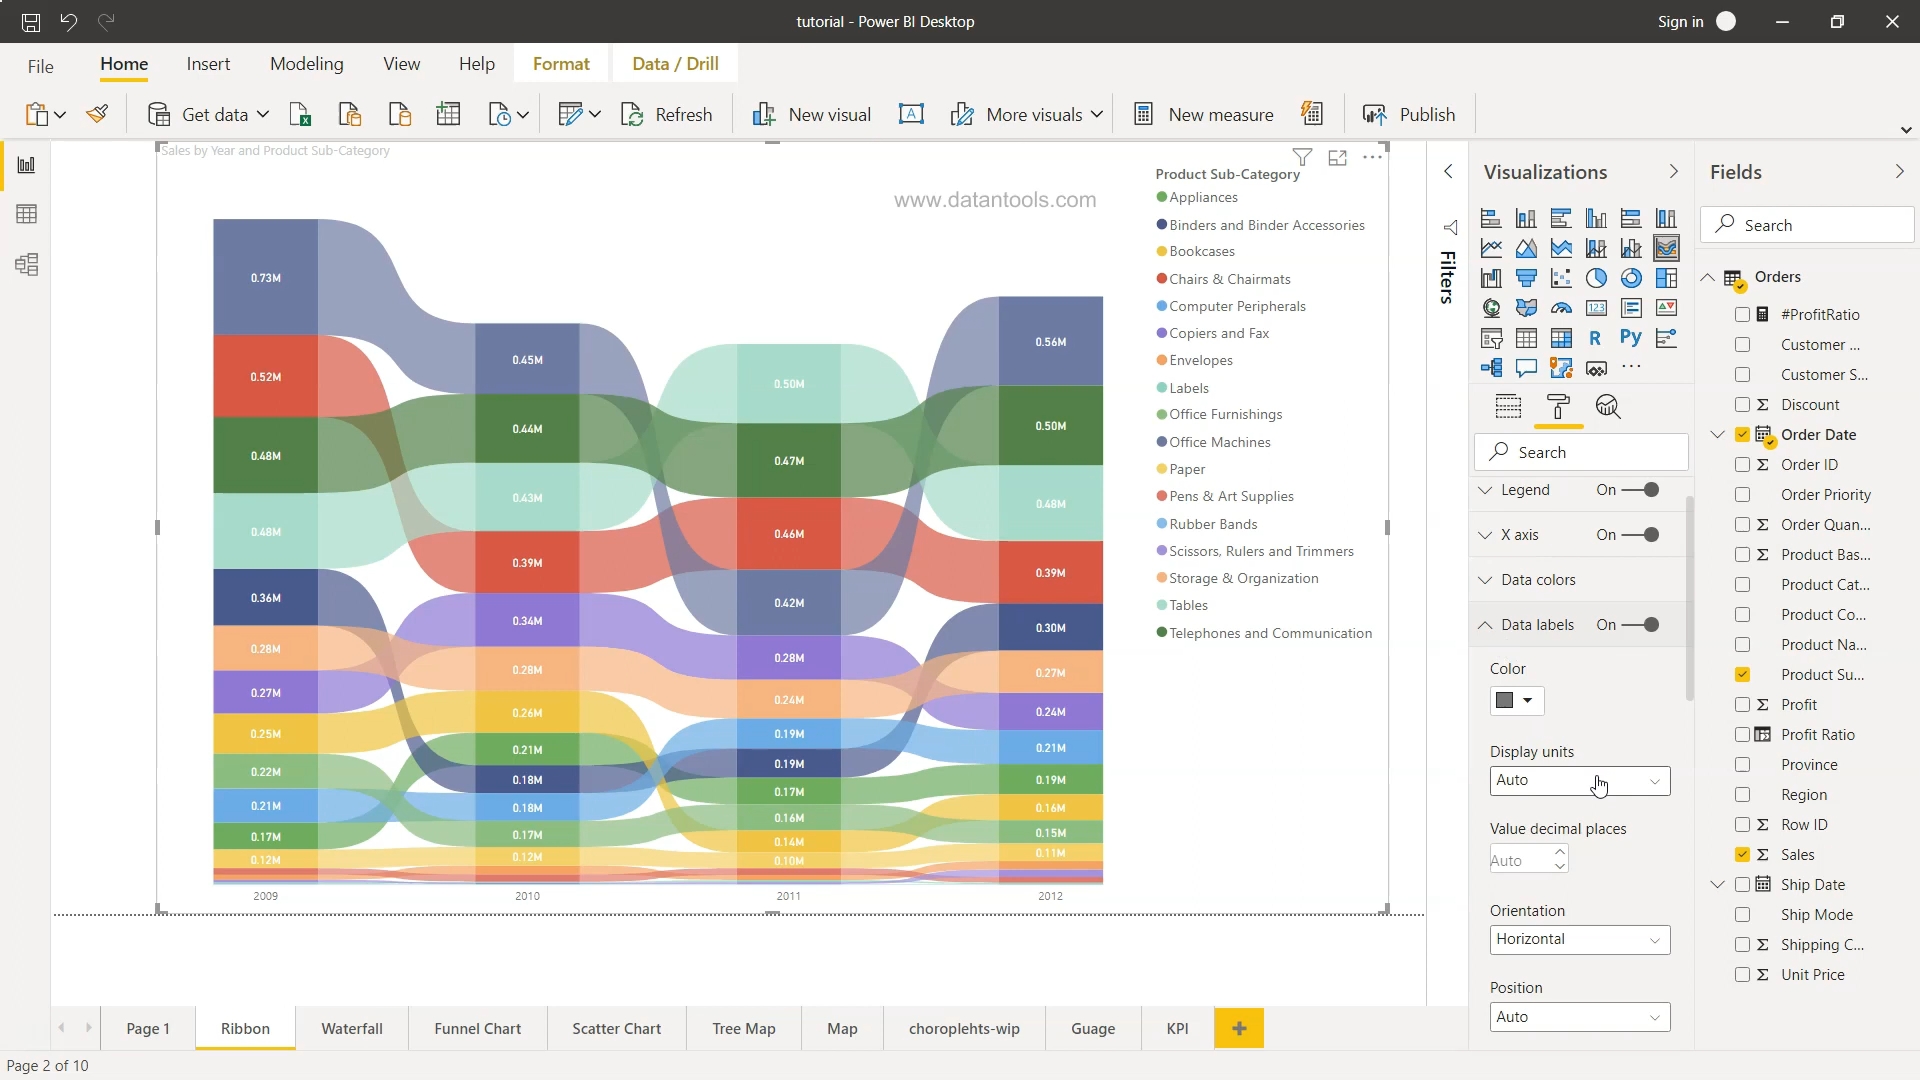 tutorial - Power BI Desktop
Sign in
File
Home
Insert
Modeling
View
Help
Format
Data / Drill
Get data
Refresh
New visual
More visuals
New measure
Publish
Sales by Year and Product Sub-Category
www.datantools.com
0.73M
0.52M
0.48M
0.48M
0.36M
0.28M
0.27M
0.25M
0.22M
0.21M
0.17M
0.12M
2009
0.45M
0.44M
0.43M
0.39M
0.34M
0.28M
0.26M
0.21M
0.18M
0.18M
0.17M
0.12M
2010
0.50M
0.47M
0.46M
0.42M
0.28M
0.24M
0.19M
0.19M
0.17M
0.16M
0.14M
0.10M
2011
0.56M
0.50M
0.48M
0.39M
0.30M
0.27M
0.24M
0.21M
0.19M
0.16M
0.15M
0.11M
2012
Product Sub-Category
Appliances
Binders and Binder Accessories
Bookcases
Chairs & Chairmats
Computer Peripherals
Copiers and Fax
Envelopes
Labels
Office Furnishings
Office Machines
Paper
Pens & Art Supplies
Rubber Bands
Scissors, Rulers and Trimmers
Storage & Organization
Tables
Telephones and Communication
Filters
Visualizations
123
R
Py
Search
Legend On
X axis On
Data colors
Data labels On
Color
Display units
Auto
Value decimal places
Auto
Orientation
Horizontal
Position
Auto
Fields
Search
Orders
#ProfitRatio
Customer ...
Customer S...
Discount
Order Date
Order ID
Order Priority
Order Quan...
Product Bas...
Product Cat...
Product Co...
Product Na...
Product Su...
Profit
Profit Ratio
Province
Region
Row ID
Sales
Ship Date
Ship Mode
Shipping C...
Unit Price
Page 1
Ribbon
Waterfall
Funnel Chart
Scatter Chart
Tree Map
Map
choroplehts-wip
Guage
KPI
Page 2 of 10